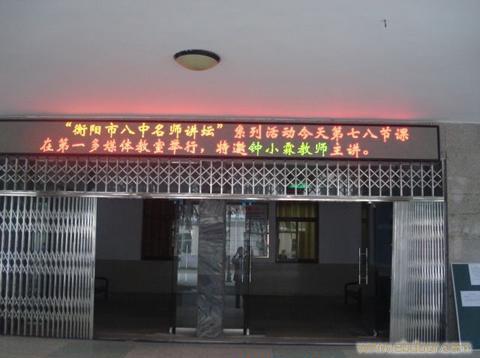 “衡阳市八中名师讲坛”系列活动今天第七八节课
在第一多媒体教室举行，特邀钟小霖教师主讲。